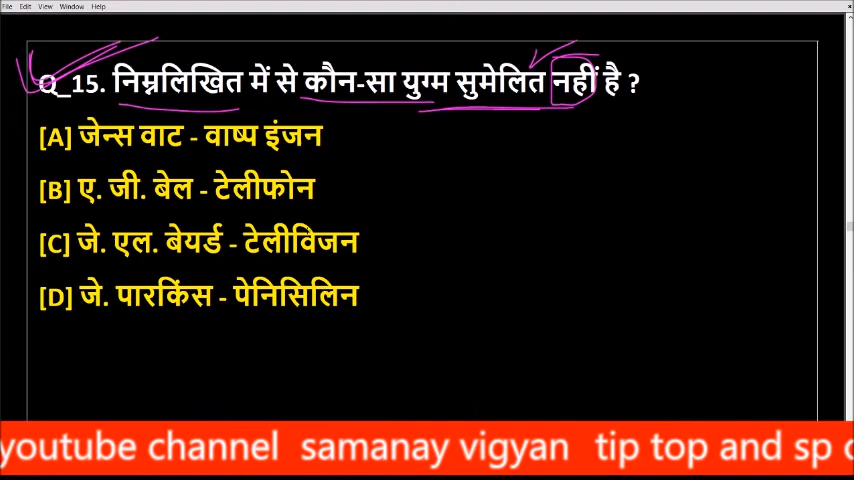 File Edit View Window Help
Q_15. निम्नलिखित में से कौन-सा युग्म सुमेलित नहीं है ?
[A] जेन्स वाट - वाष्प इंजन
[B] ए. जी. बेल - टेलीफोन
[C] जे. एल. बेयर्ड - टेलीविजन
[D] जे. पारकिंस - पेनिसिलिन
youtube channel samanay vigyan tip top and sp c